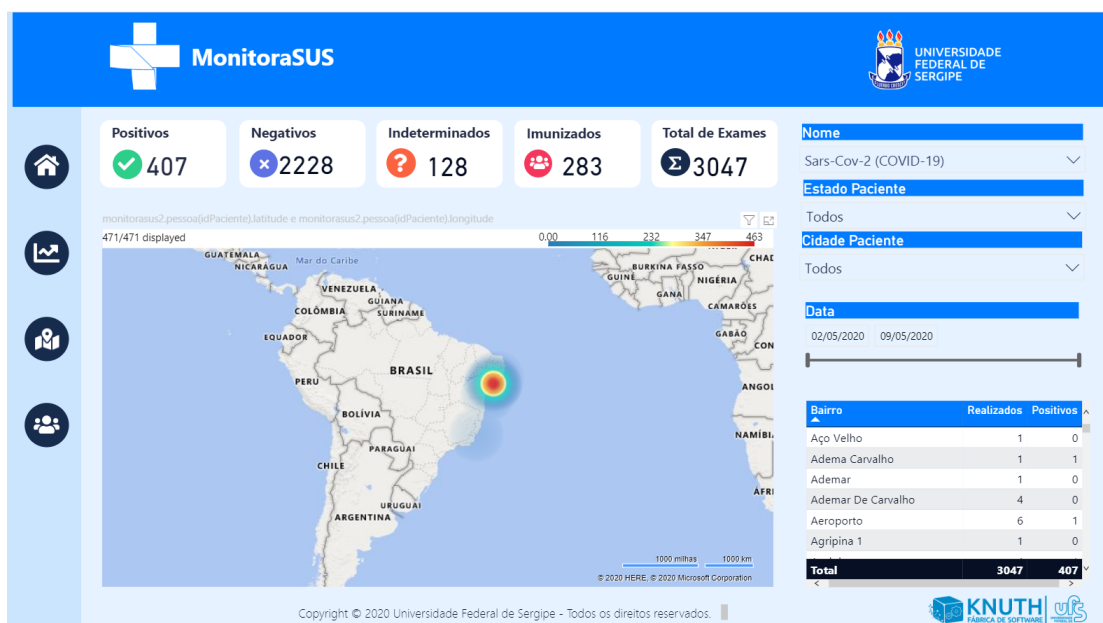 MonitoraSUS
UNIVERSIDADE
FEDERAL DE
SERGIPE
Positivos
407
Negativos
2228
Indeterminados
128
Imunizados
283
Total de Exames
3047
Nome
Sars-Cov-2 (COVID-19)
Estado Paciente
Todos
Cidade Paciente
Todos
Data
02/05/2020 09/05/2020
monitorasus2.pessoa(idPaciente).latitude e monitorasus2.pessoa(idPaciente).longitude
471/471 displayed
0.00 116 232 347 463
GUATEMALA
NICARÁGUA
Mar do Caribe
VENEZUELA
GUIANA
COLÔMBIA
SURINAME
EQUADOR
BRASIL
PERU
BOLÍVIA
PARAGUAI
CHILE
URUGUAI
ARGENTINA
BURKINA FASSO
CHAD
GUINÉ
NIGÉRIA
GANA
CAMARÕES
GABÃO
CON
ANGOL
NAMÍBI
ÁFRI
1000 milhas 1000 km
© 2020 HERE, © 2020 Microsoft Corporation
Bairro Realizados Positivos
Aço Velho 1 0
Adema Carvalho 1 1
Ademar 1 0
Ademar De Carvalho 4 0
Aeroporto 6 1
Agripina 1 1 0
Total 3047 407
Copyright © 2020 Universidade Federal de Sergipe - Todos os direitos reservados.
KNUTH
FÁBRICA DE SOFTWARE
ufs